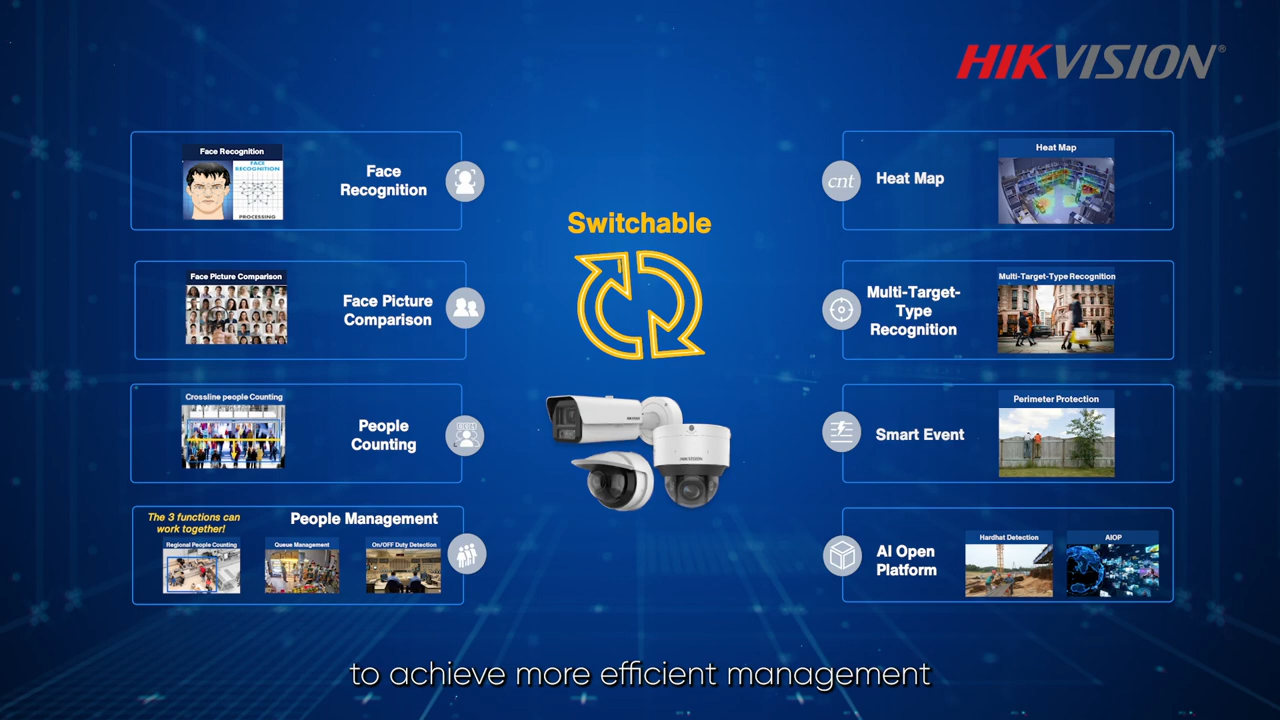 HIKVISION®
Face Recognition
FACE
RECOGNITION
PROCESSING
Face
Recognition
Face Picture Comparison
Face Picture
Comparison
Crossline people Counting
People
Counting
The 3 functions can
work together!
People Management
Regional People Counting
Queue Management
On/OFF Duty Detection
Switchable
HIKVISION
cnt
Heat Map
Heat Map
Multi-Target-
Type
Recognition
Multi-Target-Type Recognition
Smart Event
Perimeter Protection
AI Open
Platform
Hardhat Detection
AIOP
to achieve more efficient management